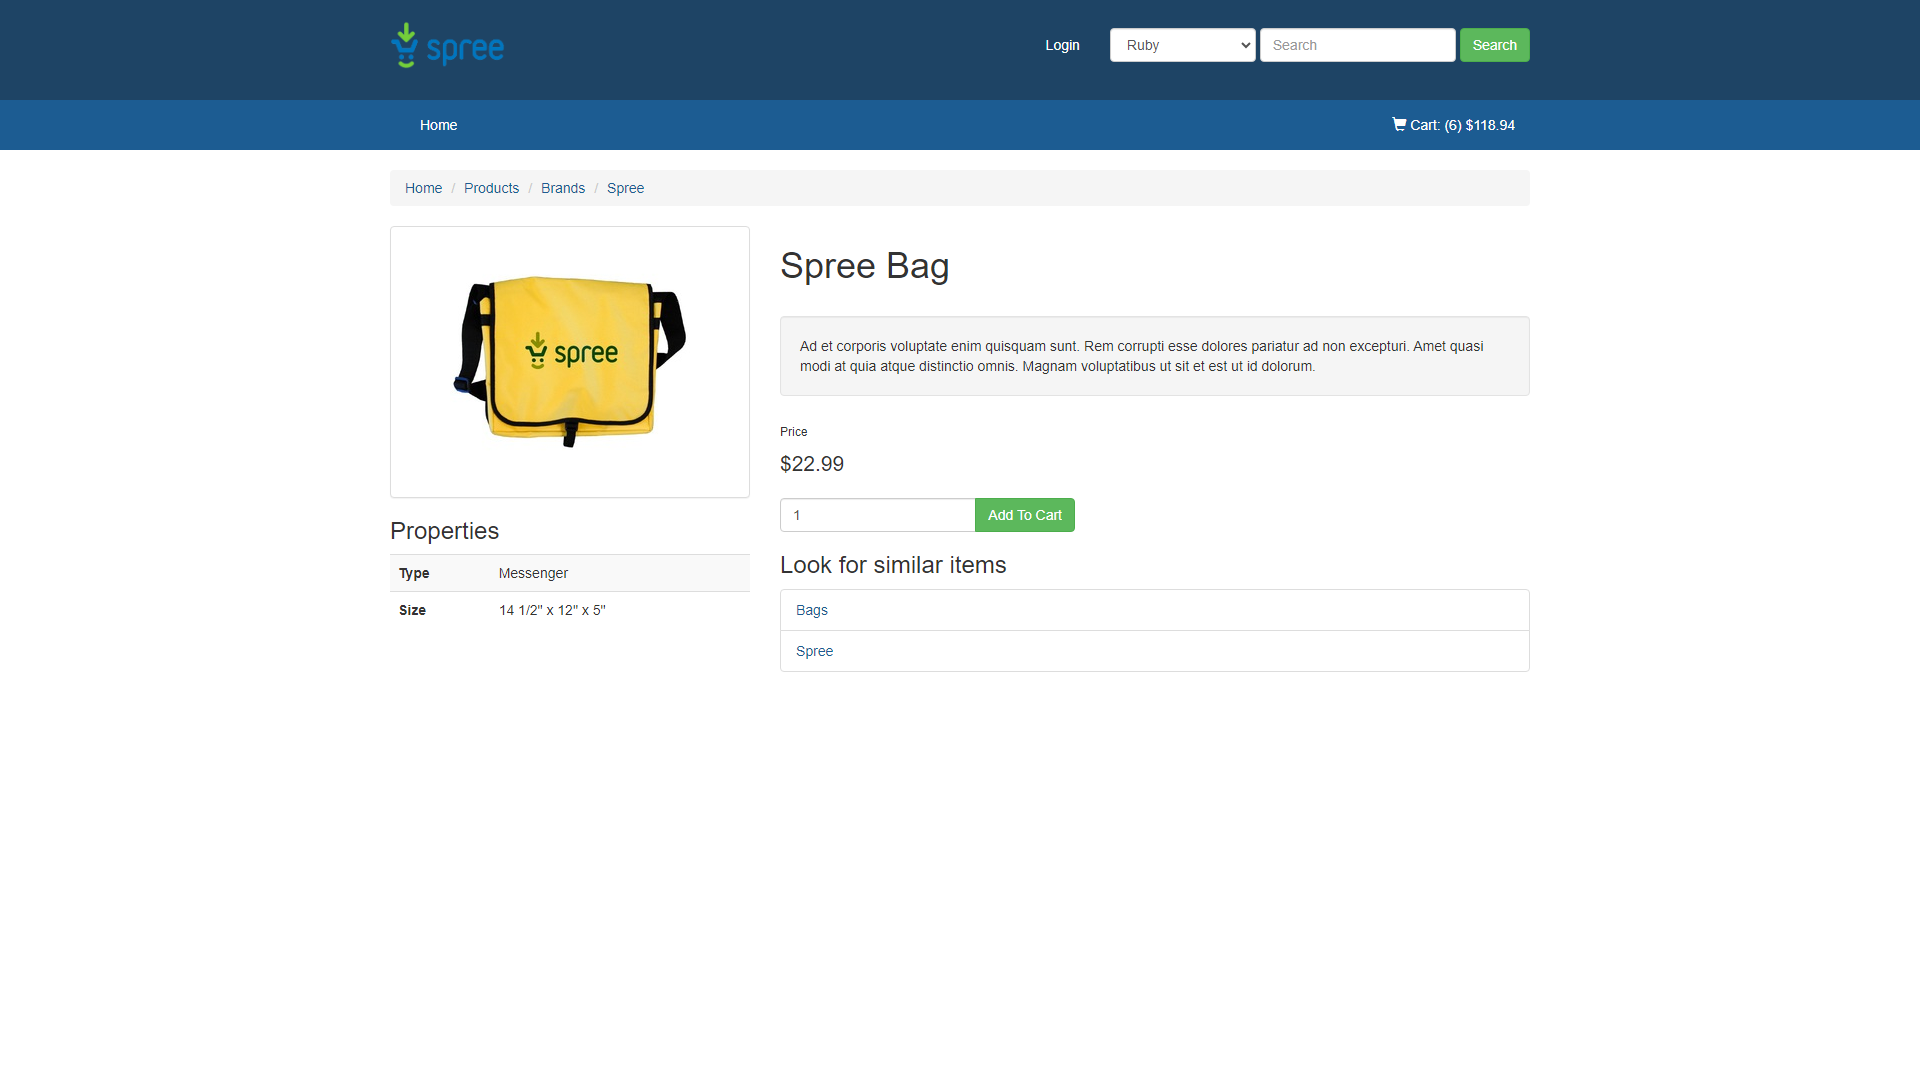 spree
Login
Ruby
Search
Search
Home
Cart: (6) $118.94
Home / Products / Brands / Spree
spree
Spree Bag
Ad et corporis voluptate enim quisquam sunt. Rem corrupti esse dolores pariatur ad non excepturi. Amet quasi
modi at quia atque distinctio omnis. Magnam voluptatibus ut sit et est ut id dolorum.
Price
$22.99
1
Add To Cart
Properties
Type Messenger
Size 14 1/2" x 12" x 5"
Look for similar items
Bags
Spree